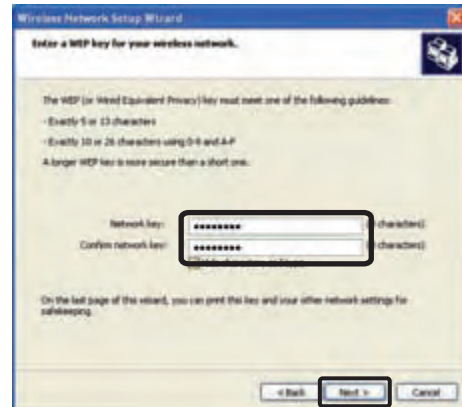 Wireless Network Setup Wizard
Enter a WEP key for your wireless network.
The WEP (or Wired Equivalent Privacy) key must meet one of the following guidelines:
- Exactly 5 or 13 characters
- Exactly 10 or 26 characters using 0-9 and A-F
A longer WEP key is more secure than a short one.
Network key: characters)
Confirm network key: characters)
On the last page of this wizard, you can print this key and your other network settings for
safekeeping.
< Back Next > Cancel